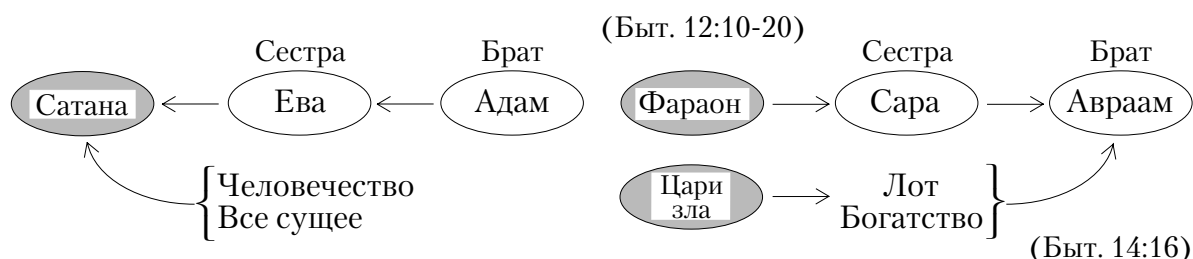 (Быт. 12:10-20)
Сестра
Брат
Сестра
Брат
Сатана
Ева
Адам
Фараон
Сара
Авраам
Человечество
Все сущее
Цари
зла
Лот
Богатство
(Быт. 14:16)